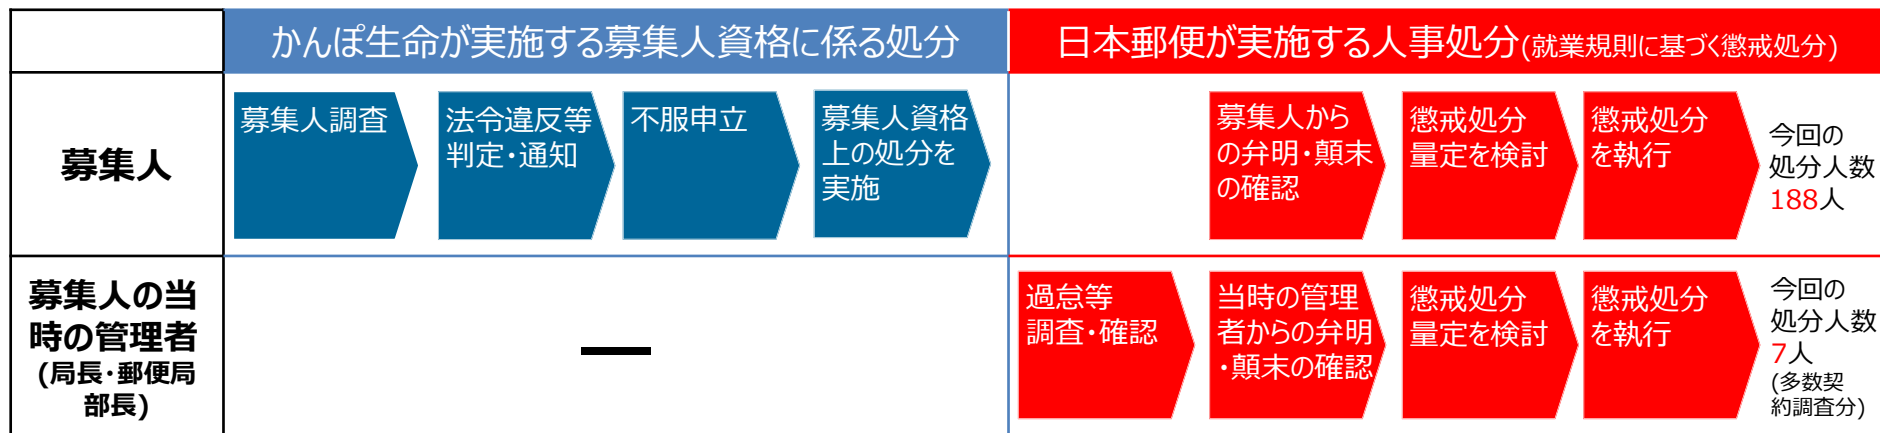 かんぽ生命が実施する募集人資格に係る処分
日本郵便が実施する人事処分(就業規則に基づく懲戒処分)
募集人
募集人調査
法令違反等
判定・通知
不服申立
募集人資格
上の処分を
実施
募集人から
の弁明・顛末
の確認
懲戒処分
量定を検討
懲戒処分
を執行
今回の
処分人数
188人
募集人の当
時の管理者
(局長・郵便局
部長)
ー
過怠等
調査・確認
当時の管理
者からの弁明
・顛末の確認
懲戒処分
量定を検討
懲戒処分
を執行
今回の
処分人数
7人
(多数契
約調査分)